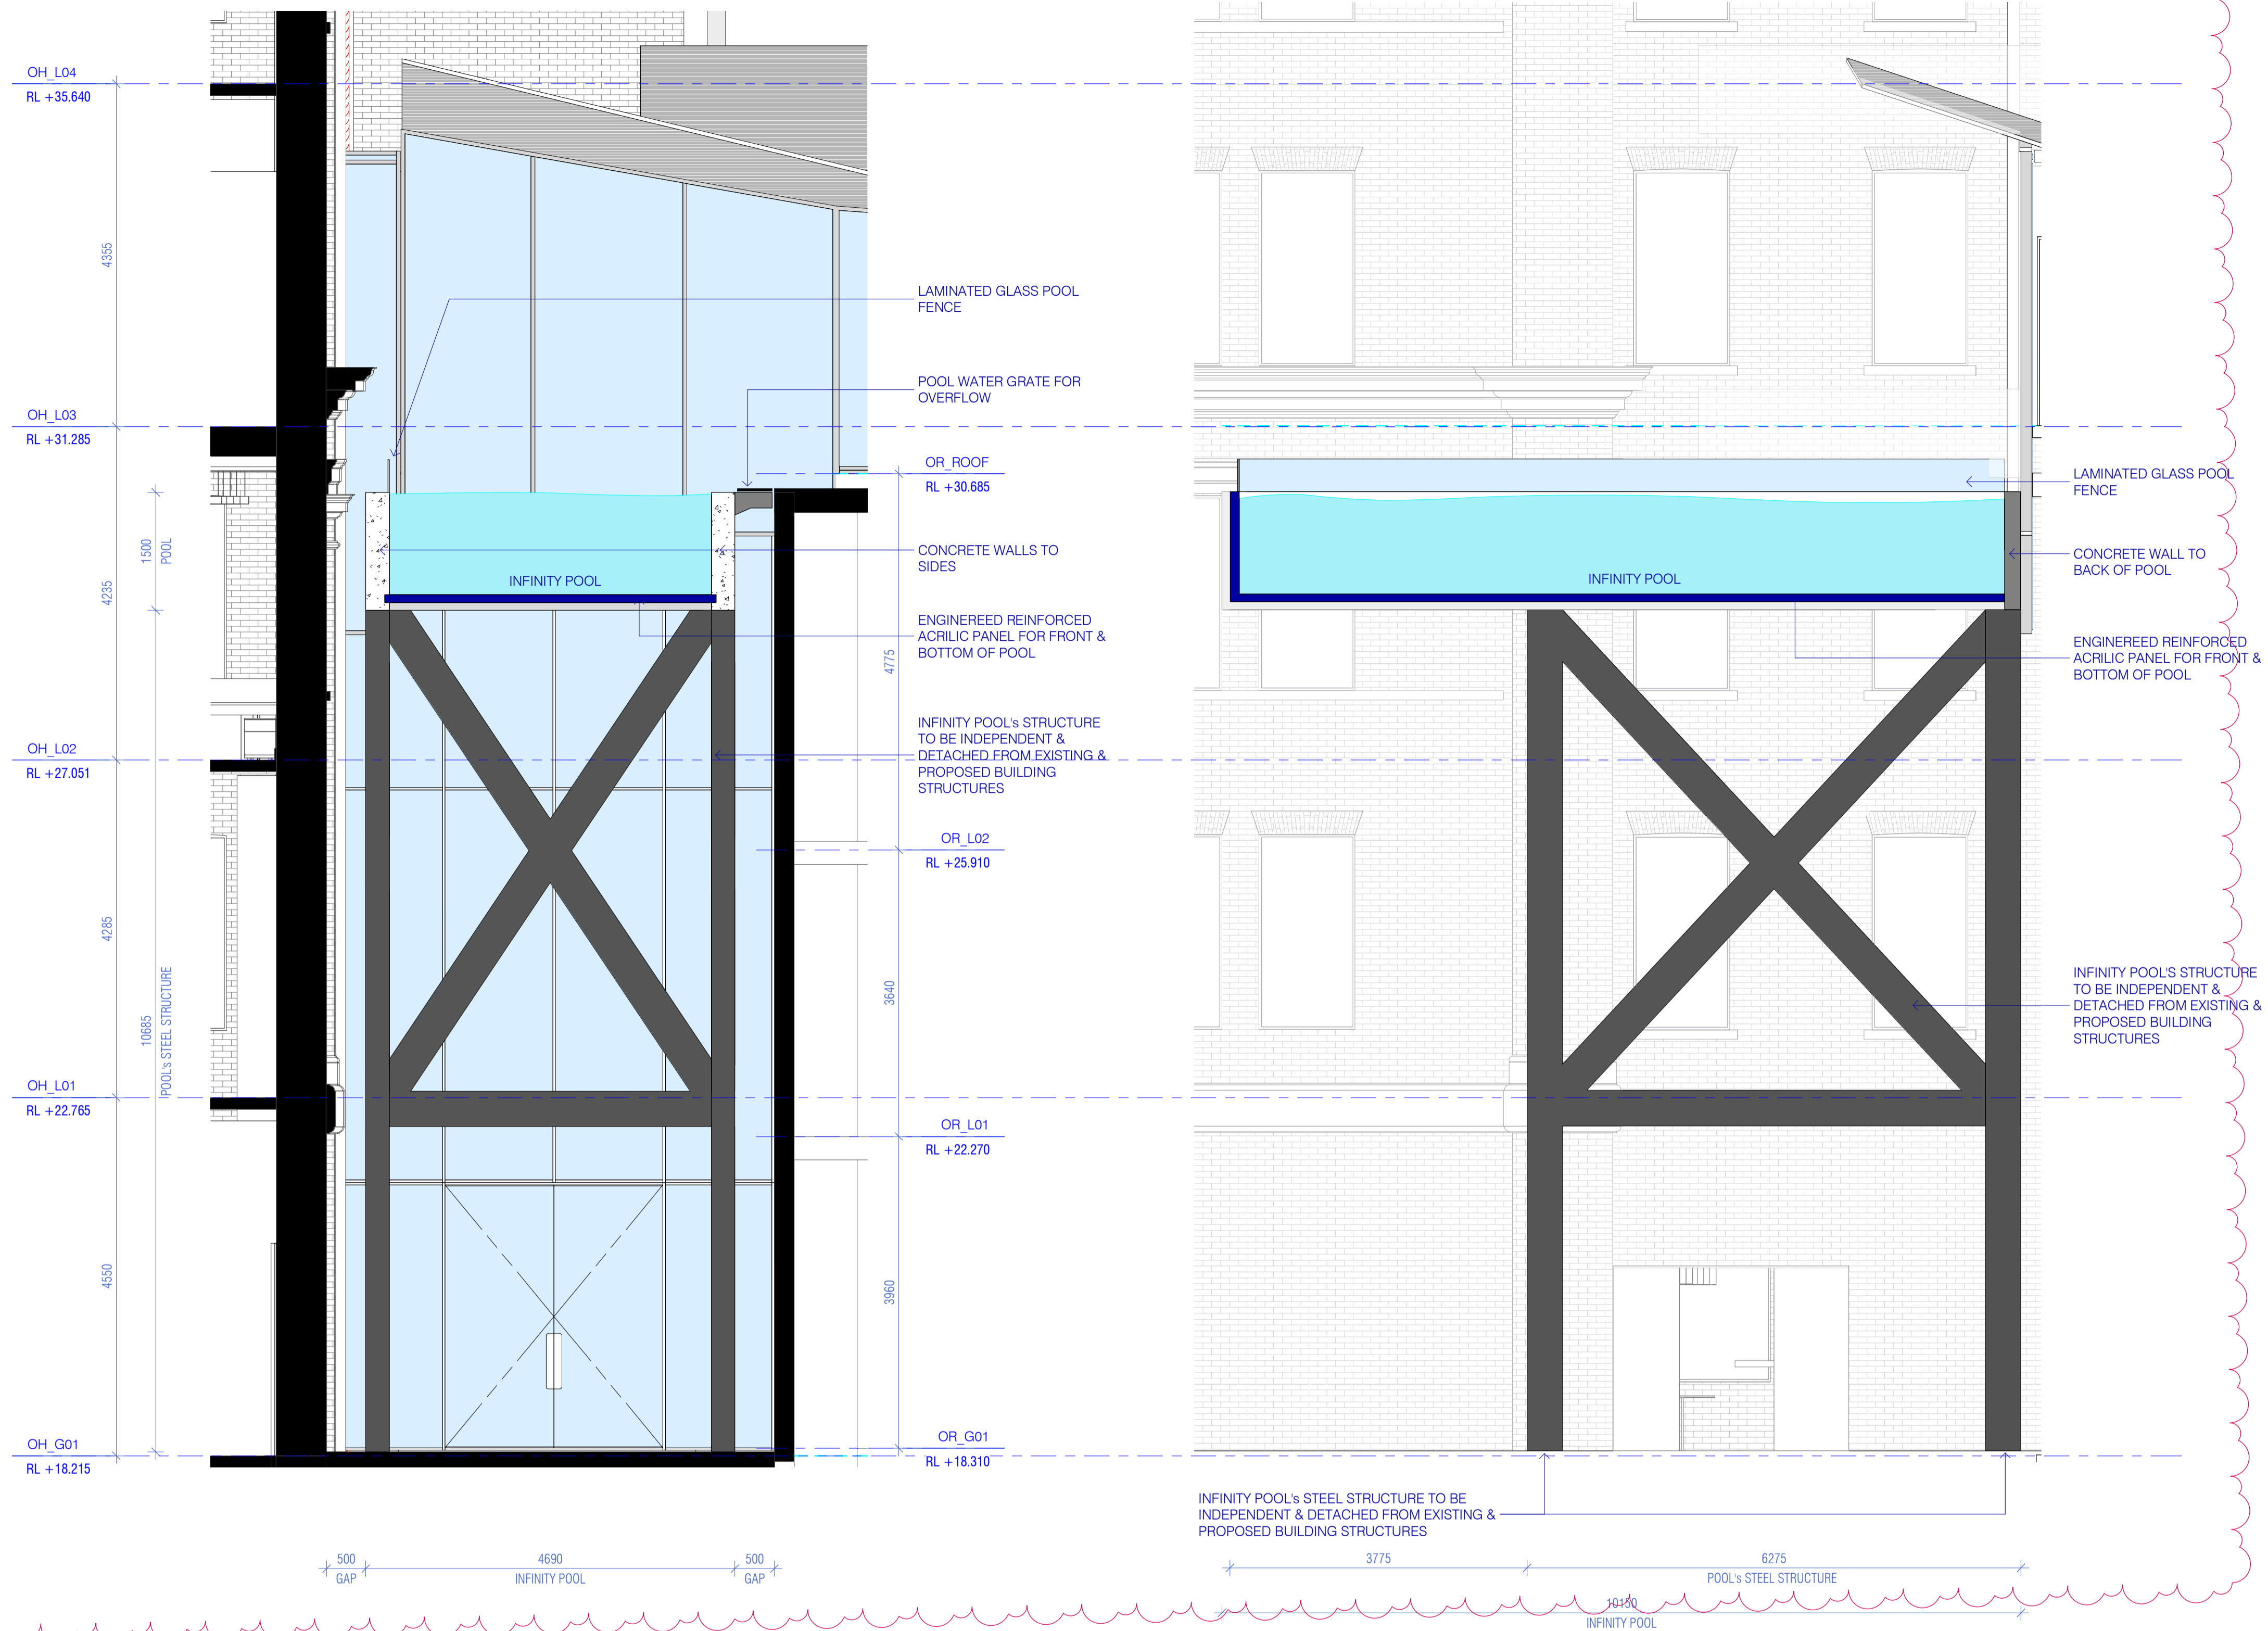 OH_L04
RL +35.640
4355
OH_L03
RL +31.285
1500
POOL
4235
OH_L02
RL +27.051
4285
10685
POOL's STEEL STRUCTURE
OH_L01
RL +22.765
4550
OH_G01
RL +18.215
INFINITY POOL
LAMINATED GLASS POOL
FENCE
POOL WATER GRATE FOR
OVERFLOW
OR_ROOF
RL +30.685
CONCRETE WALLS TO
SIDES
ENGINEREED REINFORCED
ACRILIC PANEL FOR FRONT &
BOTTOM OF POOL
4775
INFINITY POOL's STRUCTURE
TO BE INDEPENDENT &
DETACHED FROM EXISTING &
PROPOSED BUILDING
STRUCTURES
OR_L02
RL +25.910
3640
OR_L01
RL +22.270
3960
OR_G01
RL +18.310
500
GAP
4690
INFINITY POOL
500
GAP
INFINITY POOL
LAMINATED GLASS POOL
FENCE
CONCRETE WALL TO
BACK OF POOL
ENGINEREED REINFORCED
ACRILIC PANEL FOR FRONT &
BOTTOM OF POOL
INFINITY POOL'S STRUCTURE
TO BE INDEPENDENT &
DETACHED FROM EXISTING &
PROPOSED BUILDING
STRUCTURES
INFINITY POOL's STEEL STRUCTURE TO BE
INDEPENDENT & DETACHED FROM EXISTING &
PROPOSED BUILDING STRUCTURES
3775
6275
POOL's STEEL STRUCTURE
10150
INFINITY POOL